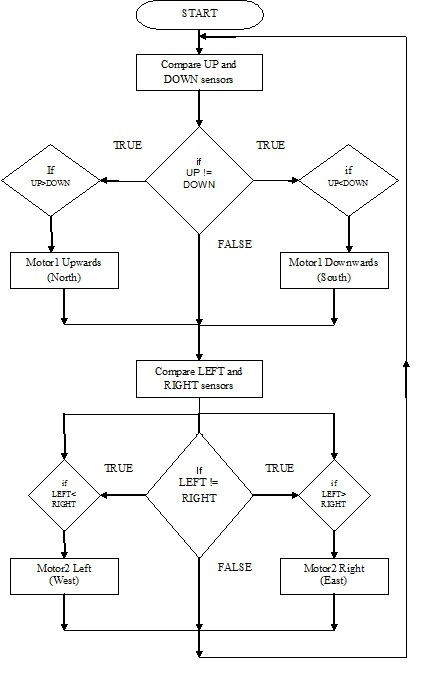 START
Compare UP and
DOWN sensors
TRUE
TRUE
If
UP>DOWN
if
UP !=
DOWN
if
UP<DOWN
FALSE
Motor1 Upwards
(North)
Motor1 Downwards
(South)
Compare LEFT and
RIGHT sensors
TRUE
TRUE
if
LEFT<
RIGHT
If
LEFT !=
RIGHT
if
LEFT>
RIGHT
FALSE
Motor2 Left
(West)
Motor2 Right
(East)